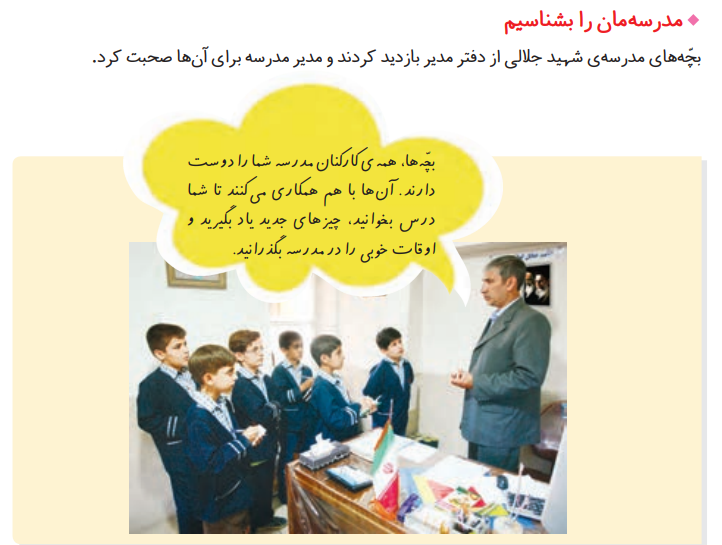 مدرسه‌مان را بشناسیم
بچّه‌های مدرسه‌ی شهید جلالی از دفتر مدیر بازدید کردند و مدیر مدرسه برای آن‌ها صحبت کرد.
بچّه‌ها، همه‌ی کارکنان مدرسه شما را دوست
دارند. آن‌ها با هم همکاری می‌کنند تا شما
درس بخوانید، چیزهای جدید یاد بگیرید و
اوقات خوبی را در مدرسه بگذرانید.